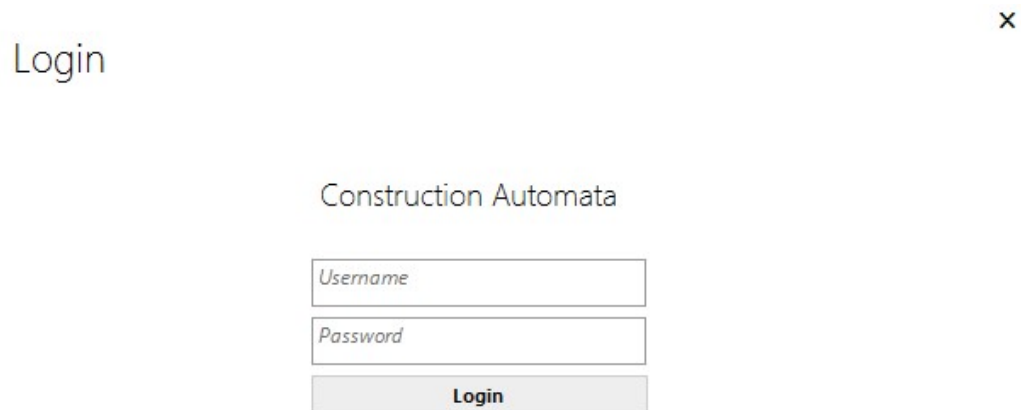 x
Login
Construction Automata
Username
Password
Login